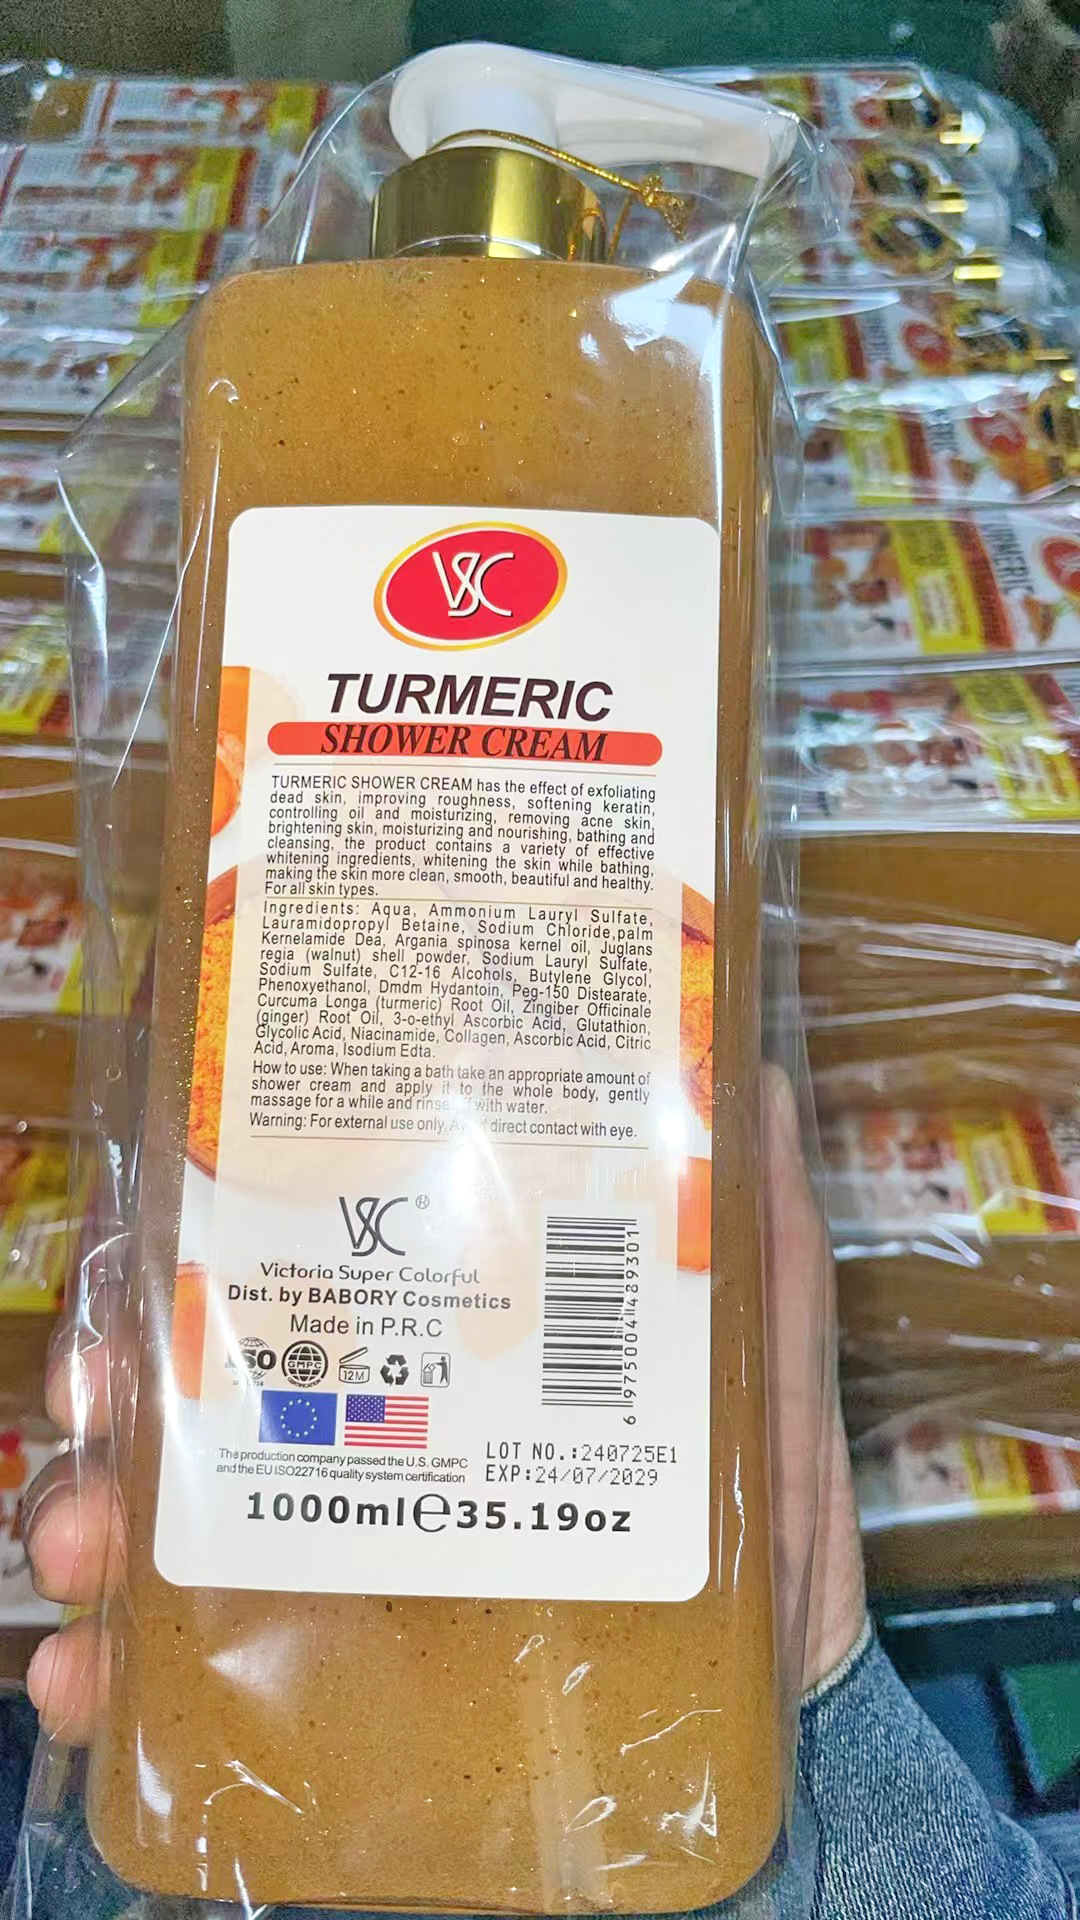 VSC
TURMERIC
SHOWER CREAM
TURMERIC SHOWER CREAM has the effect of exfoliating
dead skin, improving roughness, softening keratin,
controlling oil and moisturizing, removing acne skin,
brightening skin, moisturizing and nourishing, bathing and
cleansing, the product contains a variety of effective
whitening ingredients, whitening the skin while bathing,
making the skin more clean, smooth, beautiful and healthy.
For all skin types.
Ingredients: Aqua, Ammonium Lauryl Sulfate,
Lauramidopropyl Betaine, Sodium Chloride,palm
Kernelamide Dea, Argania spinosa kernel oil, Juglans
regia (walnut) shell powder, Sodium Lauryl Sulfate,
Sodium Sulfate, C12-16 Alcohols, Butylene Glycol,
Phenoxyethanol, Dmdm Hydantoin, Peg-150 Distearate,
Curcuma Longa (turmeric) Root Oil, Zingiber Officinale
(ginger) Root Oil, 3-o-ethyl Ascorbic Acid, Glutathion,
Glycolic Acid, Niacinamide, Collagen, Ascorbic Acid, Citric
Acid, Aroma, Isodium Edta.
How to use: When taking a bath take an appropriate amount of
shower cream and apply it to the whole body, gently
massage for a while and rinse with water.
Warning: For external use only. direct contact with eye.
VSC®
Victoria Super Colorful
Dist. by BABORY Cosmetics
Made in P.R.C
ISO GMPC 12M
6 975004 489301
The production company passed the U.S. GMPC
and the EU ISO22716 quality system certification
LOT NO.:240725E1
EXP:24/07/2029
1000ml℮35.19oz
TURMERIC